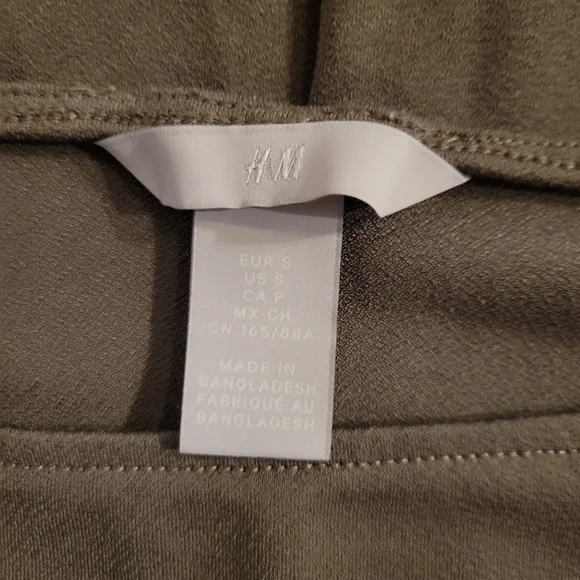 H&M
EUR S
US S
CA P
MX CH
CN 165/88A
MADE IN
BANGLADESH
FABRIQUÉ AU
BANGLADESH